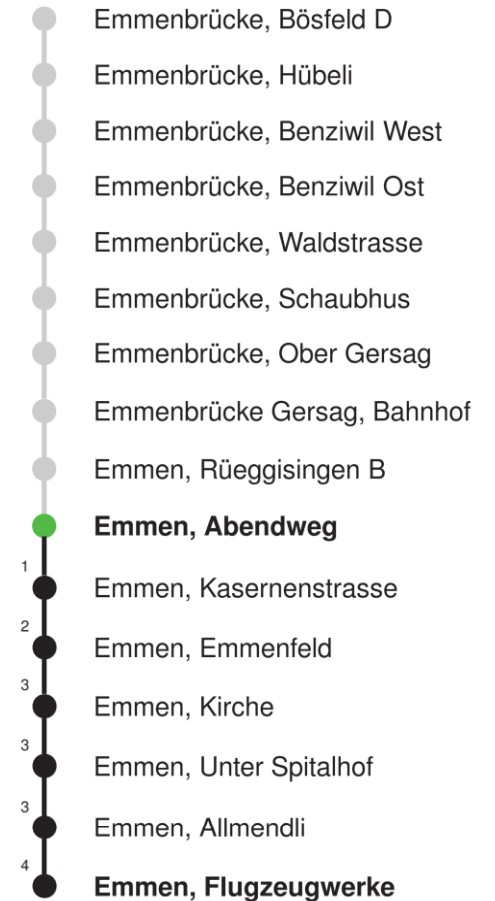 Emmenbrücke, Bösfeld D
Emmenbrücke, Hübeli
Emmenbrücke, Benziwil West
Emmenbrücke, Benziwil Ost
Emmenbrücke, Waldstrasse
Emmenbrücke, Schaubhus
Emmenbrücke, Ober Gersag
Emmenbrücke Gersag, Bahnhof
Emmen, Rüeggisingen B
Emmen, Abendweg
1 Emmen, Kasernenstrasse
2 Emmen, Emmenfeld
3 Emmen, Kirche
3 Emmen, Unter Spitalhof
3 Emmen, Allmendli
4 Emmen, Flugzeugwerke